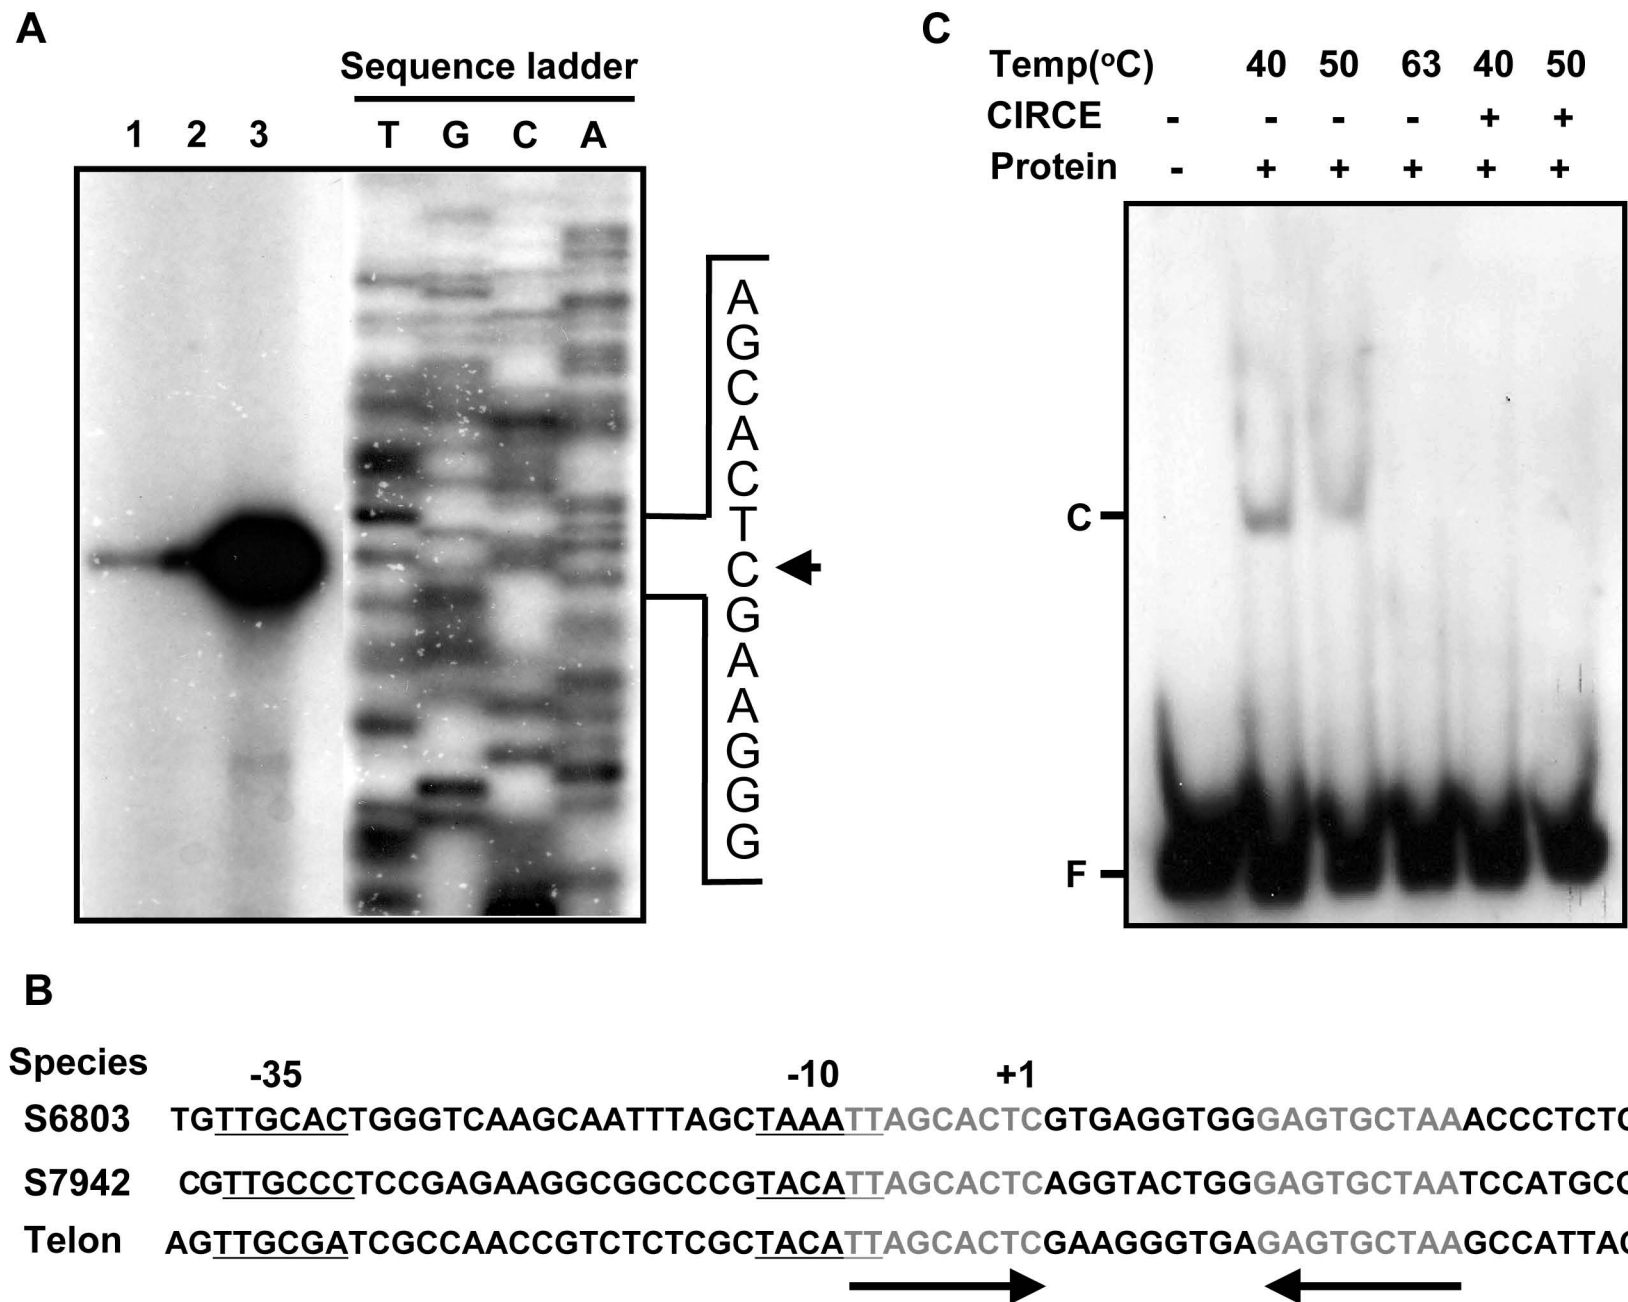 A
Sequence ladder
1 2 3 T G C A
A
G
C
A
C
T
C
G
A
A
G
G
G
C
Temp(°C) 40 50 63 40 50
CIRCE - - - - + +
Protein - + + + + +
C
F
B
Species -35 -10 +1
S6803 TGTTGCACTGGGTCAAGCAATTTAGCTAAATTAGCACTCGTGAGGTGGGAGTGCTAAACCCTCTC
S7942 CGTTGCCCTCCGAGAAGGCGGCCCGTACATTAGCACTCAGGTACTGGGAGTGCTAATCCATGCC
Telon AGTTGCGATCGCCAACCGTCTCTCGCTACATTAGCACTCGAAGGGTGAGAGTGCTAAGCCATTAC